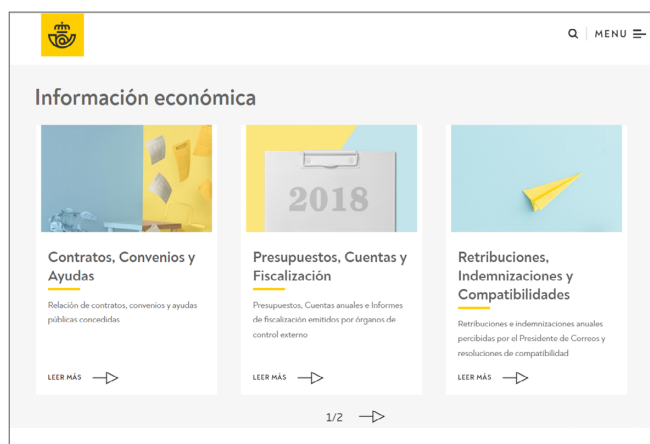 MENU
Información económica
2018
Contratos, Convenios y
Ayudas
Relación de contratos, convenios y ayudas
públicas concedidas
LEER MÁS
Presupuestos, Cuentas y
Fiscalización
Presupuestos, Cuentas anuales e Informes
de fiscalización emitidos por órganos de
control externo
LEER MÁS
Retribuciones,
Indemnizaciones y
Compatibilidades
Retribuciones e indemnizaciones anuales
percibidas por el Presidente de Correos y
resoluciones de compatibilidad
LEER MÁS
1/2